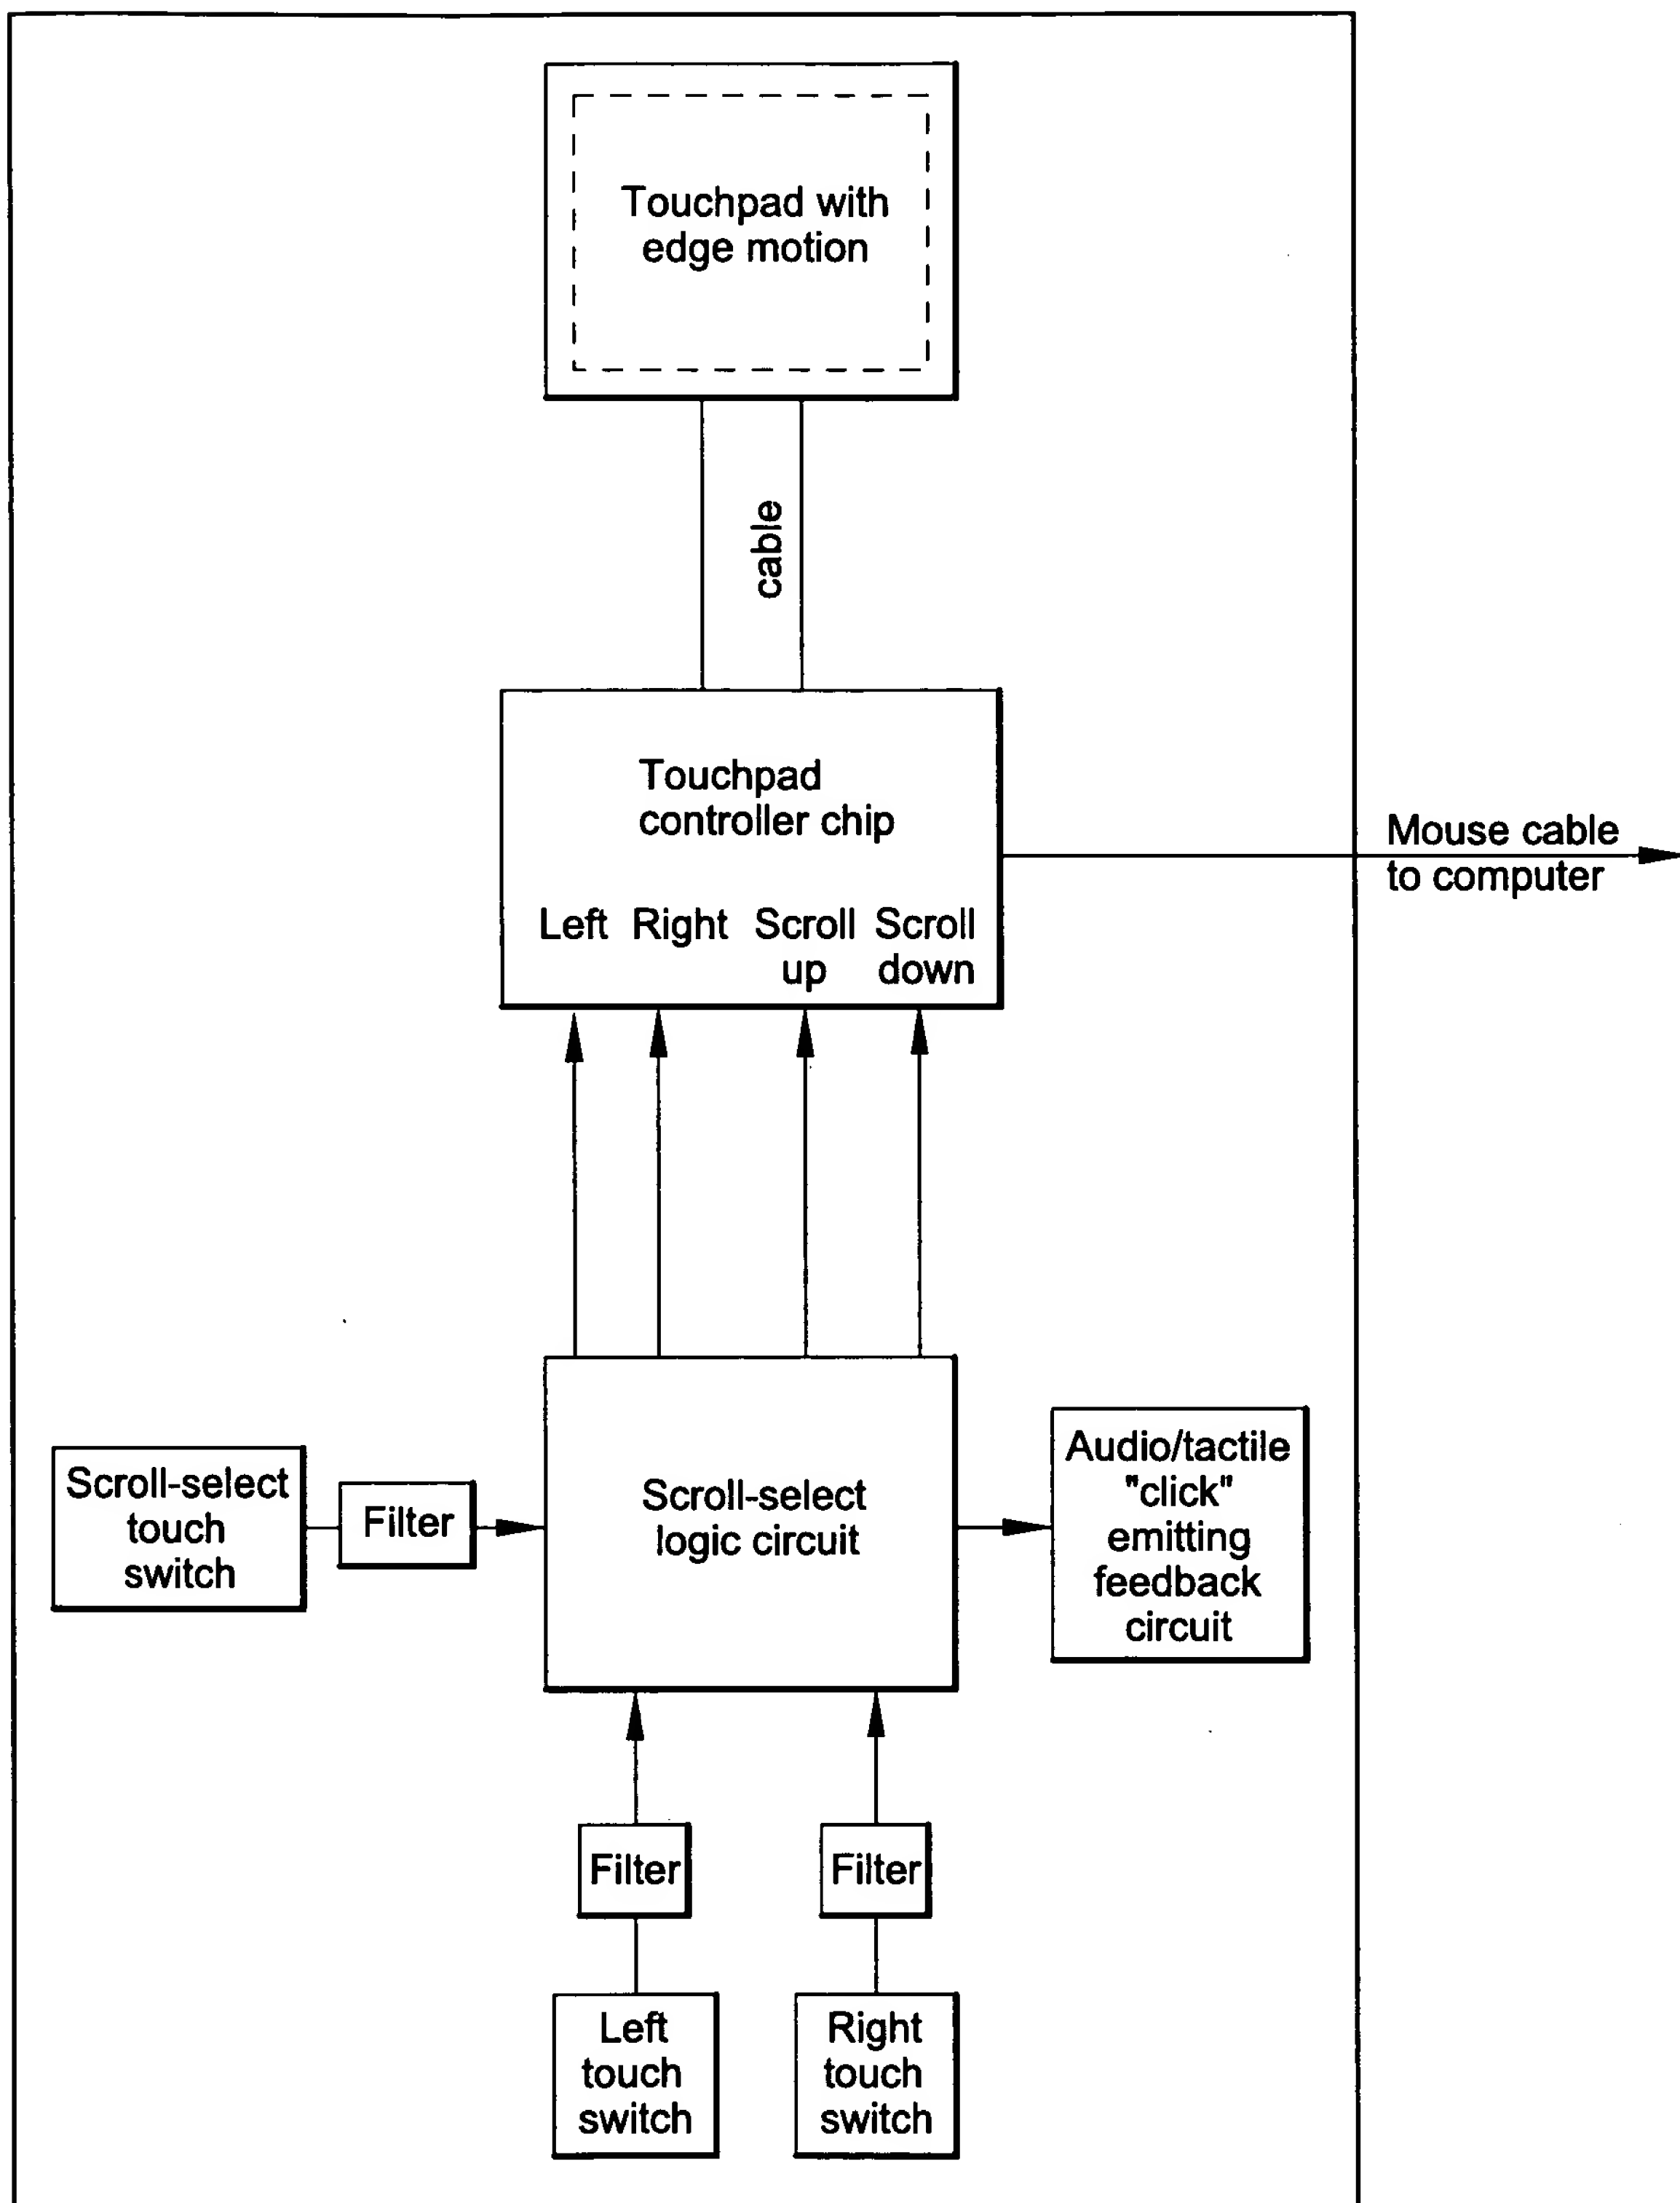 Touchpad with
edge motion
cable
Touchpad
controller chip
Left Right Scroll up Scroll down
Mouse cable
to computer
Scroll-select
touch
switch
Filter
Scroll-select
logic circuit
Audio/tactile
"click"
emitting
feedback
circuit
Filter
Filter
Left
touch
switch
Right
touch
switch